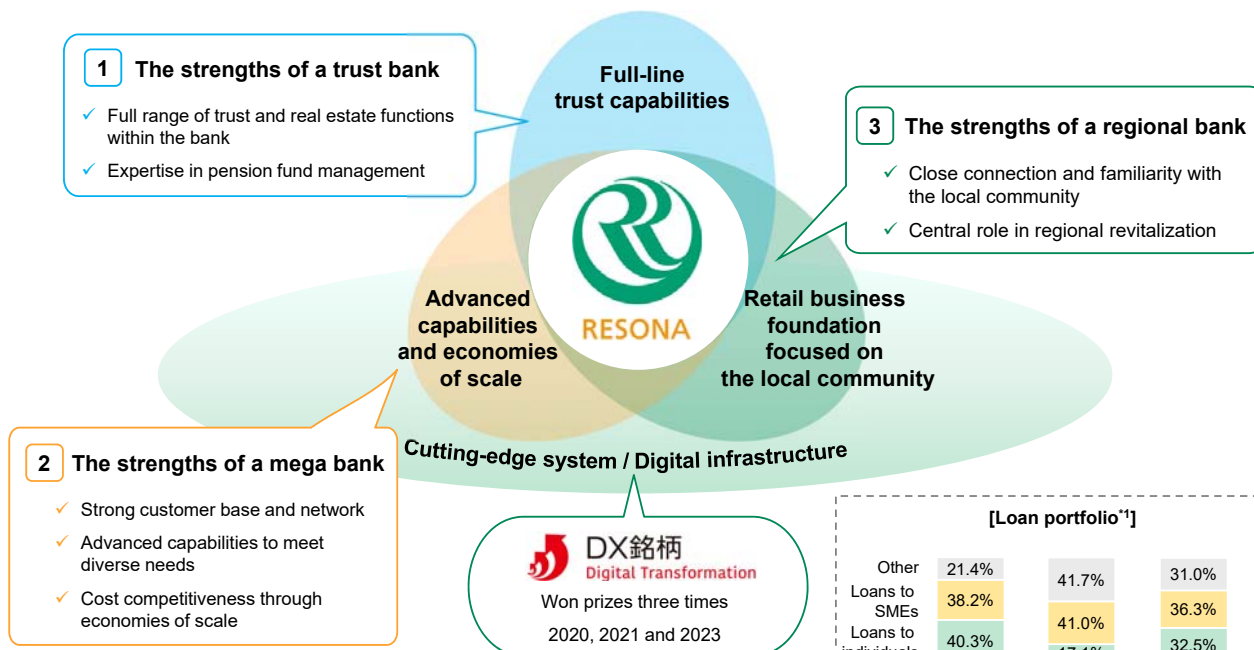 1 The strengths of a trust bank
✓ Full range of trust and real estate functions
within the bank
✓ Expertise in pension fund management
Full-line
trust capabilities
3 The strengths of a regional bank
✓ Close connection and familiarity with
the local community
✓ Central role in regional revitalization
RESONA
Advanced
capabilities
and economies
of scale
Retail business
foundation
focused on
the local community
2 The strengths of a mega bank
✓ Strong customer base and network
✓ Advanced capabilities to meet
diverse needs
✓ Cost competitiveness through
economies of scale
Cutting-edge system / Digital infrastructure
DX銘柄
Digital Transformation
Won prizes three times
2020, 2021 and 2023
[Loan portfolio*1]
Other 21.4% 41.7% 31.0%
Loans to
SMEs 38.2% 41.0% 36.3%
Loans to
individuals 40.3% 17.1% 32.5%